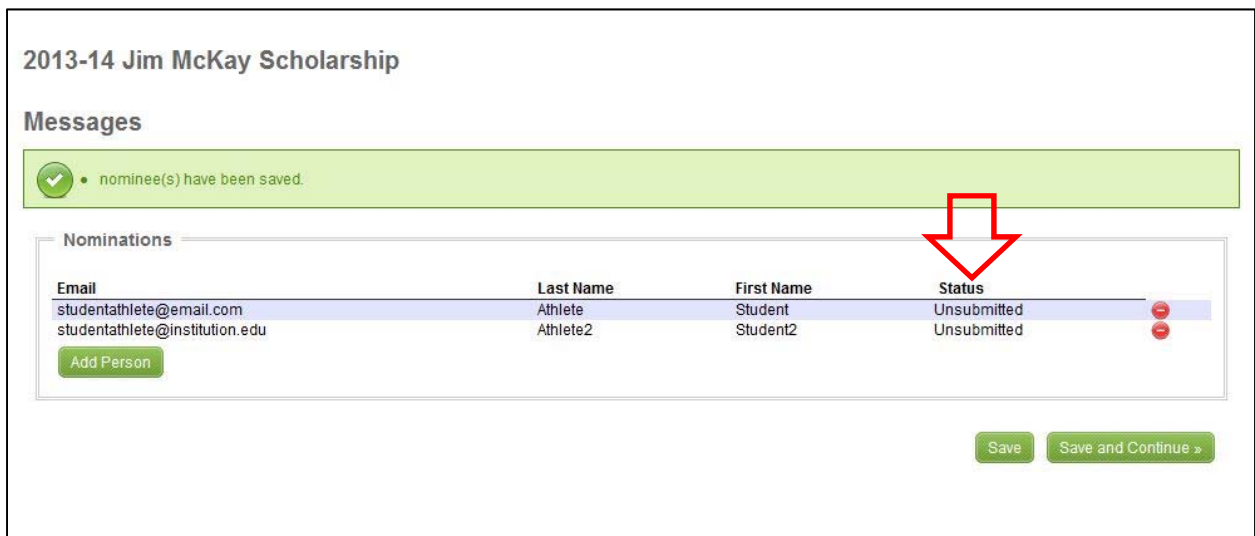 2013-14 Jim McKay Scholarship
Messages
• nominee(s) have been saved.
Nominations
Email Last Name First Name Status
studentathlete@email.com Athlete Student Unsubmitted
studentathlete@institution.edu Athlete2 Student2 Unsubmitted
Add Person
Save Save and Continue »